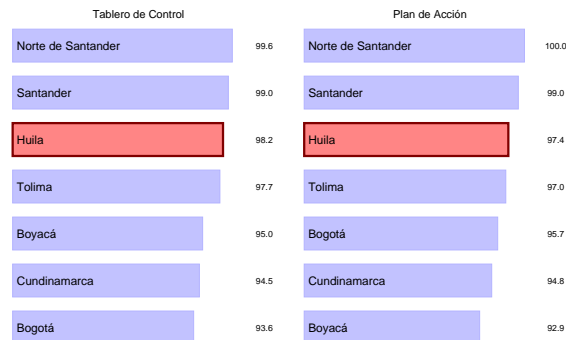 Tablero de Control
Norte de Santander 99.6
Santander 99.0
Huila 98.2
Tolima 97.7
Boyacá 95.0
Cundinamarca 94.5
Bogotá 93.6
Plan de Acción
Norte de Santander 100.0
Santander 99.0
Huila 97.4
Tolima 97.0
Bogotá 95.7
Cundinamarca 94.8
Boyacá 92.9